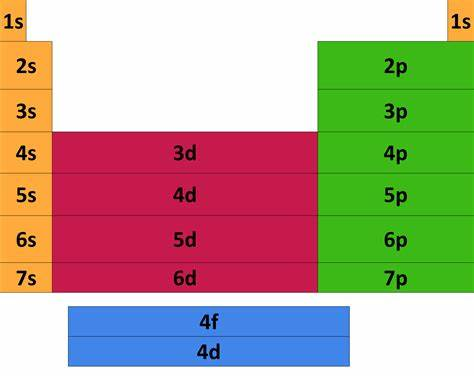 1s 1s
2s 2p
3s 3p
4s 3d 4p
5s 4d 5p
6s 5d 6p
7s 6d 7p
4f
4d